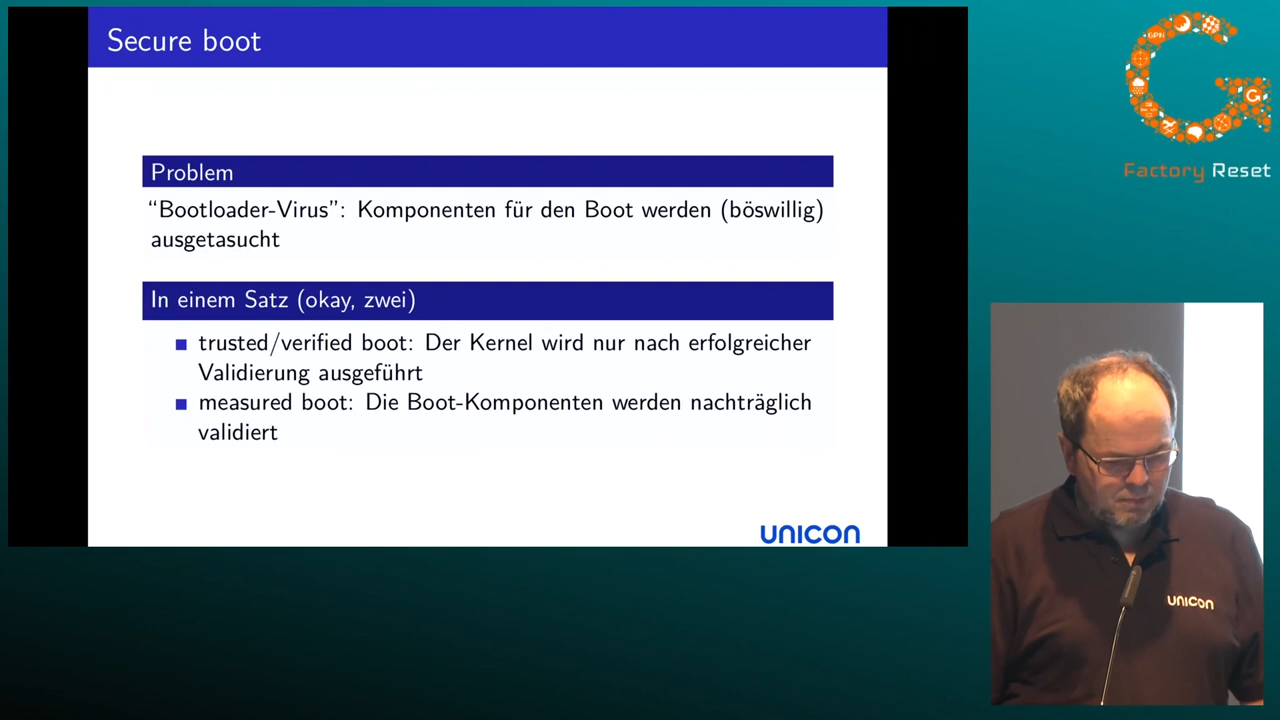 Secure boot
Problem
“Bootloader-Virus”: Komponenten für den Boot werden (böswillig)
ausgetasucht
In einem Satz (okay, zwei)
trusted/verified boot: Der Kernel wird nur nach erfolgreicher
Validierung ausgeführt
measured boot: Die Boot-Komponenten werden nachträglich
validiert
UNICON
GPN
Factory Reset
UNICON